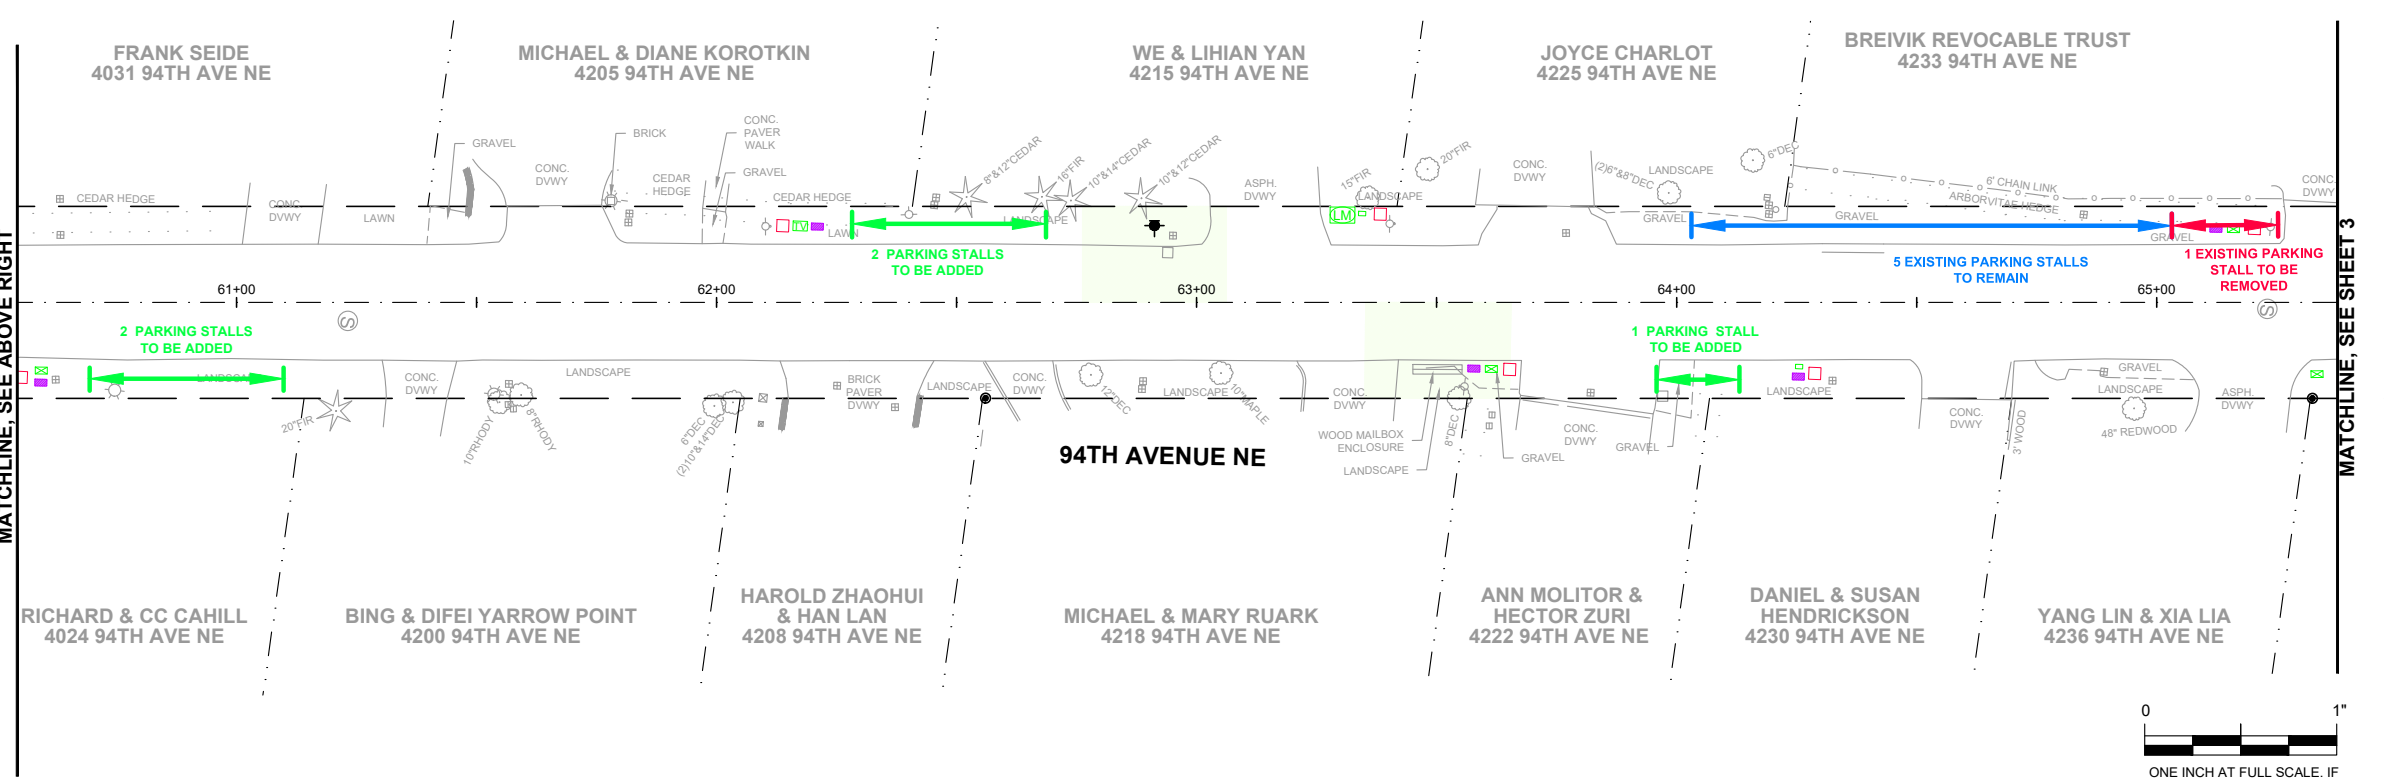 FRANK SEIDE
4031 94TH AVE NE
MICHAEL & DIANE KOROTKIN
4205 94TH AVE NE
WE & LIHIAN YAN
4215 94TH AVE NE
JOYCE CHARLOT
4225 94TH AVE NE
BREIVIK REVOCABLE TRUST
4233 94TH AVE NE
GRAVEL
BRICK
CONC.
PAVER
WALK
CONC.
DVWY
CEDAR
HEDGE
GRAVEL
CEDAR HEDGE
8"&12"CEDAR
16"FIR
10"&14"CEDAR
10"&12"CEDAR
ASPH.
DVWY
15"FIR
20"FIR
LANDSCAPE
CONC.
DVWY
(2)6"&8"DEC
LANDSCAPE
6"DEC
6' CHAIN LINK
ARBORVITAE HEDGE
CONC.
DVWY
CEDAR HEDGE
CONC.
DVWY
LAWN
TV
LAWN
LANDSCAPE
LM
GRAVEL
GRAVEL
GRAVEL
2 PARKING STALLS
TO BE ADDED
5 EXISTING PARKING STALLS
TO REMAIN
1 EXISTING PARKING
STALL TO BE
REMOVED
MATCHLINE, SEE ABOVE RIGHT
MATCHLINE, SEE SHEET 3
61+00
62+00
63+00
64+00
65+00
S
S
2 PARKING STALLS
TO BE ADDED
1 PARKING STALL
TO BE ADDED
LANDSCAPE
20"FIR
CONC.
DVWY
10"RHODY
8"RHODY
LANDSCAPE
6"DEC
(2)10"&14"DEC
BRICK
PAVER
DVWY
LANDSCAPE
CONC.
DVWY
12"DEC
LANDSCAPE
10"MAPLE
CONC.
DVWY
WOOD MAILBOX
ENCLOSURE
LANDSCAPE
8"DEC
GRAVEL
CONC.
DVWY
GRAVEL
LANDSCAPE
CONC.
DVWY
3' WOOD
GRAVEL
LANDSCAPE
48" REDWOOD
ASPH.
DVWY
94TH AVENUE NE
RICHARD & CC CAHILL
4024 94TH AVE NE
BING & DIFEI YARROW POINT
4200 94TH AVE NE
HAROLD ZHAOHUI
& HAN LAN
4208 94TH AVE NE
MICHAEL & MARY RUARK
4218 94TH AVE NE
ANN MOLITOR &
HECTOR ZURI
4222 94TH AVE NE
DANIEL & SUSAN
HENDRICKSON
4230 94TH AVE NE
YANG LIN & XIA LIA
4236 94TH AVE NE
0 1"
ONE INCH AT FULL SCALE. IF